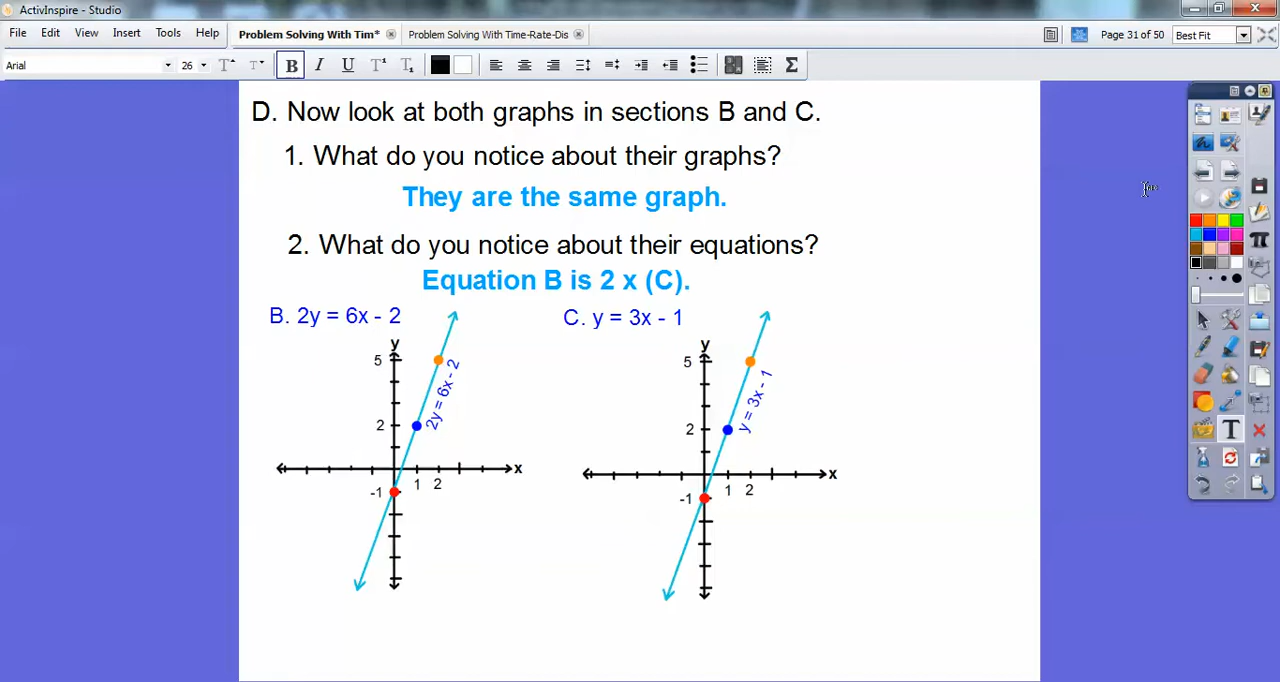 ActivInspire - Studio
File Edit View Insert Tools Help
Problem Solving With Tim*
Problem Solving With Time-Rate-Dis
Page 31 of 50
Best Fit
Arial
26
D. Now look at both graphs in sections B and C.
1. What do you notice about their graphs?
They are the same graph.
2. What do you notice about their equations?
Equation B is 2 x (C).
B. 2y = 6x - 2
C. y = 3x - 1
y
5
2y = 6x - 2
2
x
-1
1 2
y
5
y = 3x - 1
2
x
-1
1 2